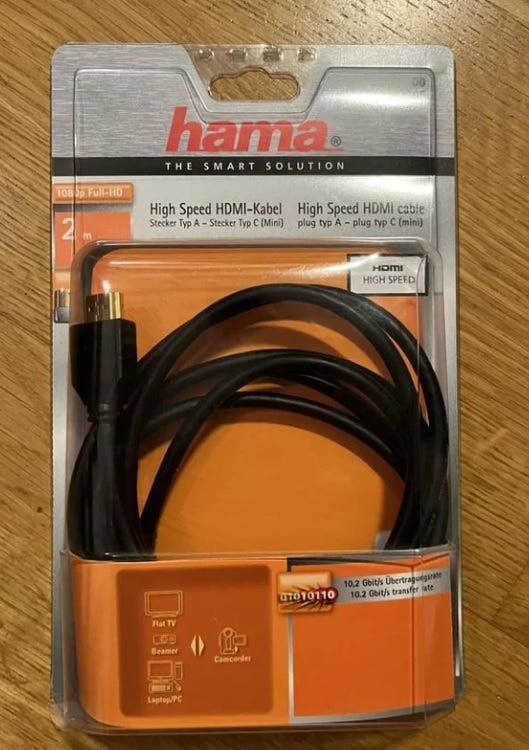 00
hama®
THE SMART SOLUTION
1080p Full-HD
2 m
High Speed HDMI-Kabel
Stecker Typ A – Stecker Typ C (Mini)
High Speed HDMI cable
plug typ A – plug typ C (mini)
HDMI
HIGH SPEED
01010110
10,2 Gbit/s Übertragungsrate
10.2 Gbit/s transfer rate
Flat TV
Beamer
Camcorder
Laptop/PC